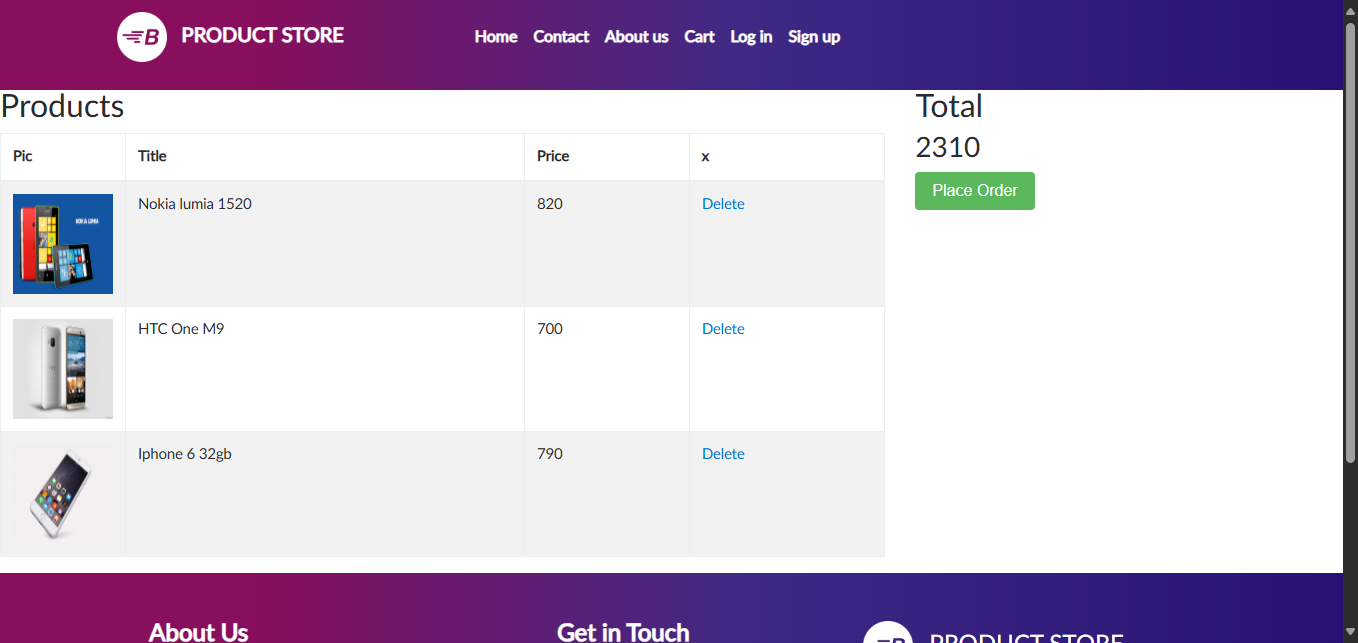 B PRODUCT STORE Home Contact About us Cart Log in Sign up
Products
Total
2310
Place Order
Pic Title Price x
NOKIA LUMIA
Nokia lumia 1520 820 Delete
HTC One M9 700 Delete
Iphone 6 32gb 790 Delete
About Us Get in Touch
B PRODUCT STORE